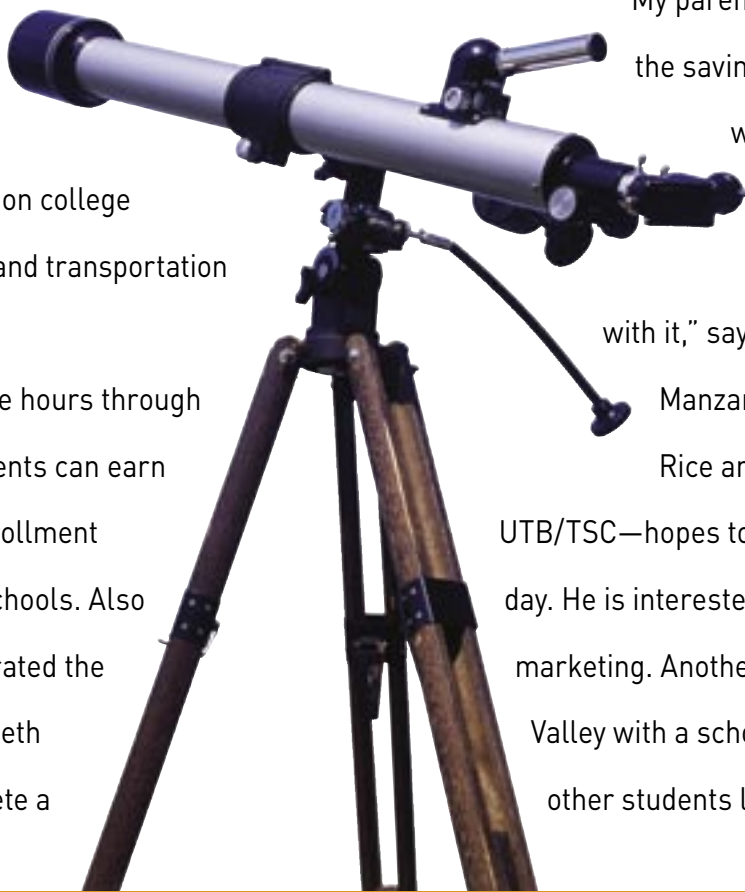 on college
and transportation
e hours through
ents can earn
ollment
chools. Also
rated the
eth
ete a
My paren
the savin
w
with it,” say
Manzar
Rice an
UTB/TSC—hopes to
day. He is intereste
marketing. Anothe
Valley with a scho
other students l